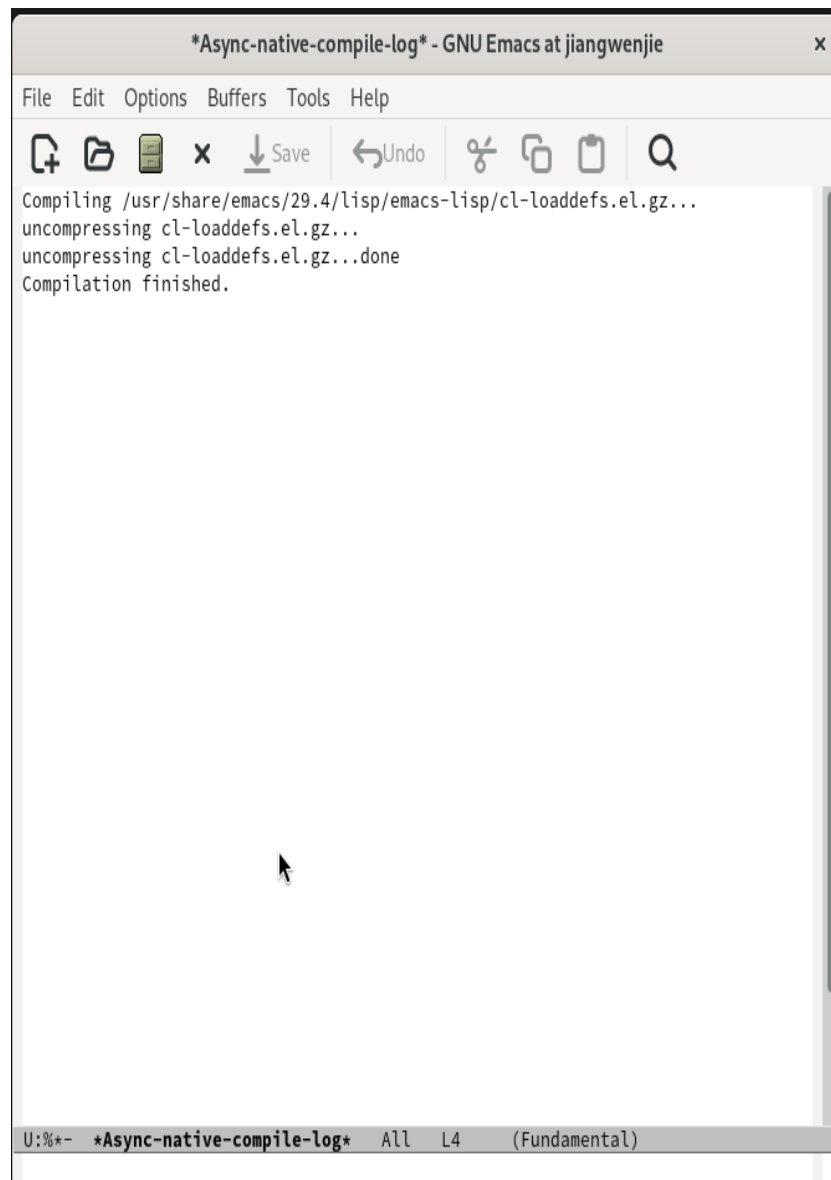 *Async-native-compile-log* - GNU Emacs at jiangwenjie
File Edit Options Buffers Tools Help
Save Undo
Compiling /usr/share/emacs/29.4/lisp/emacs-lisp/cl-loaddefs.el.gz...
uncompressing cl-loaddefs.el.gz...
uncompressing cl-loaddefs.el.gz...done
Compilation finished.
U:%*- *Async-native-compile-log* All L4 (Fundamental)